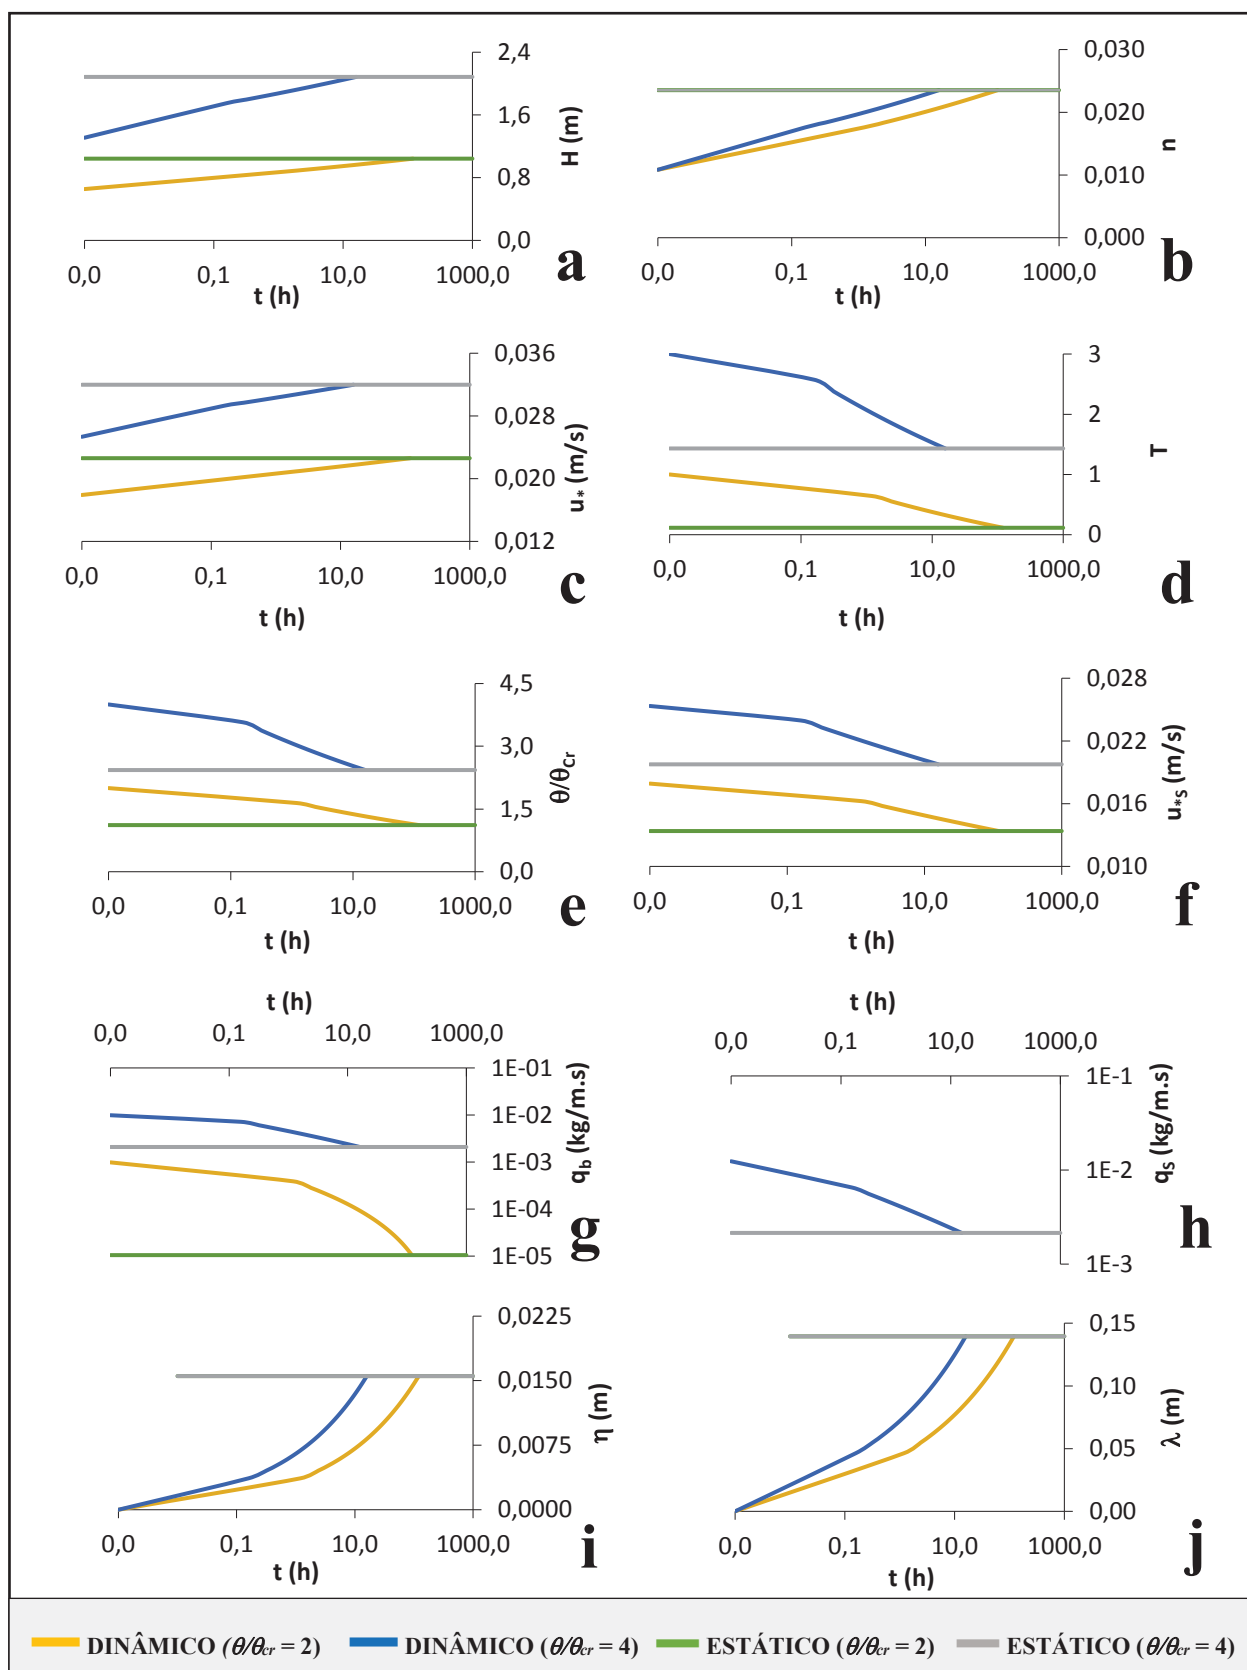 2,4
1,6
0,8
0,0
H (m)
0,0 0,1 10,0 1000,0
t (h)
a
0,030
0,020
0,010
0,000
n
0,0 0,1 10,0 1000,0
t (h)
b
0,036
0,028
0,020
0,012
u* (m/s)
0,0 0,1 10,0 1000,0
t (h)
c
3
2
1
0
T
0,0 0,1 10,0 1000,0
t (h)
d
4,5
3,0
1,5
0,0
θ/θCr
0,0 0,1 10,0 1000,0
t (h)
e
0,028
0,022
0,016
0,010
u*s (m/s)
0,0 0,1 10,0 1000,0
t (h)
f
t (h)
0,0 0,1 10,0 1000,0
1E-01
1E-02
1E-03
1E-04
1E-05
qb (kg/m.s)
g
t (h)
0,0 0,1 10,0 1000,0
1E-1
1E-2
1E-3
qs (kg/m.s)
h
0,0225
0,0150
0,0075
0,0000
η (m)
0,0 0,1 10,0 1000,0
t (h)
i
0,15
0,10
0,05
0,00
λ (m)
0,0 0,1 10,0 1000,0
t (h)
j
DINÂMICO (θ/θcr = 2) DINÂMICO (θ/θcr = 4) ESTÁTICO (θ/θcr = 2) ESTÁTICO (θ/θcr = 4)